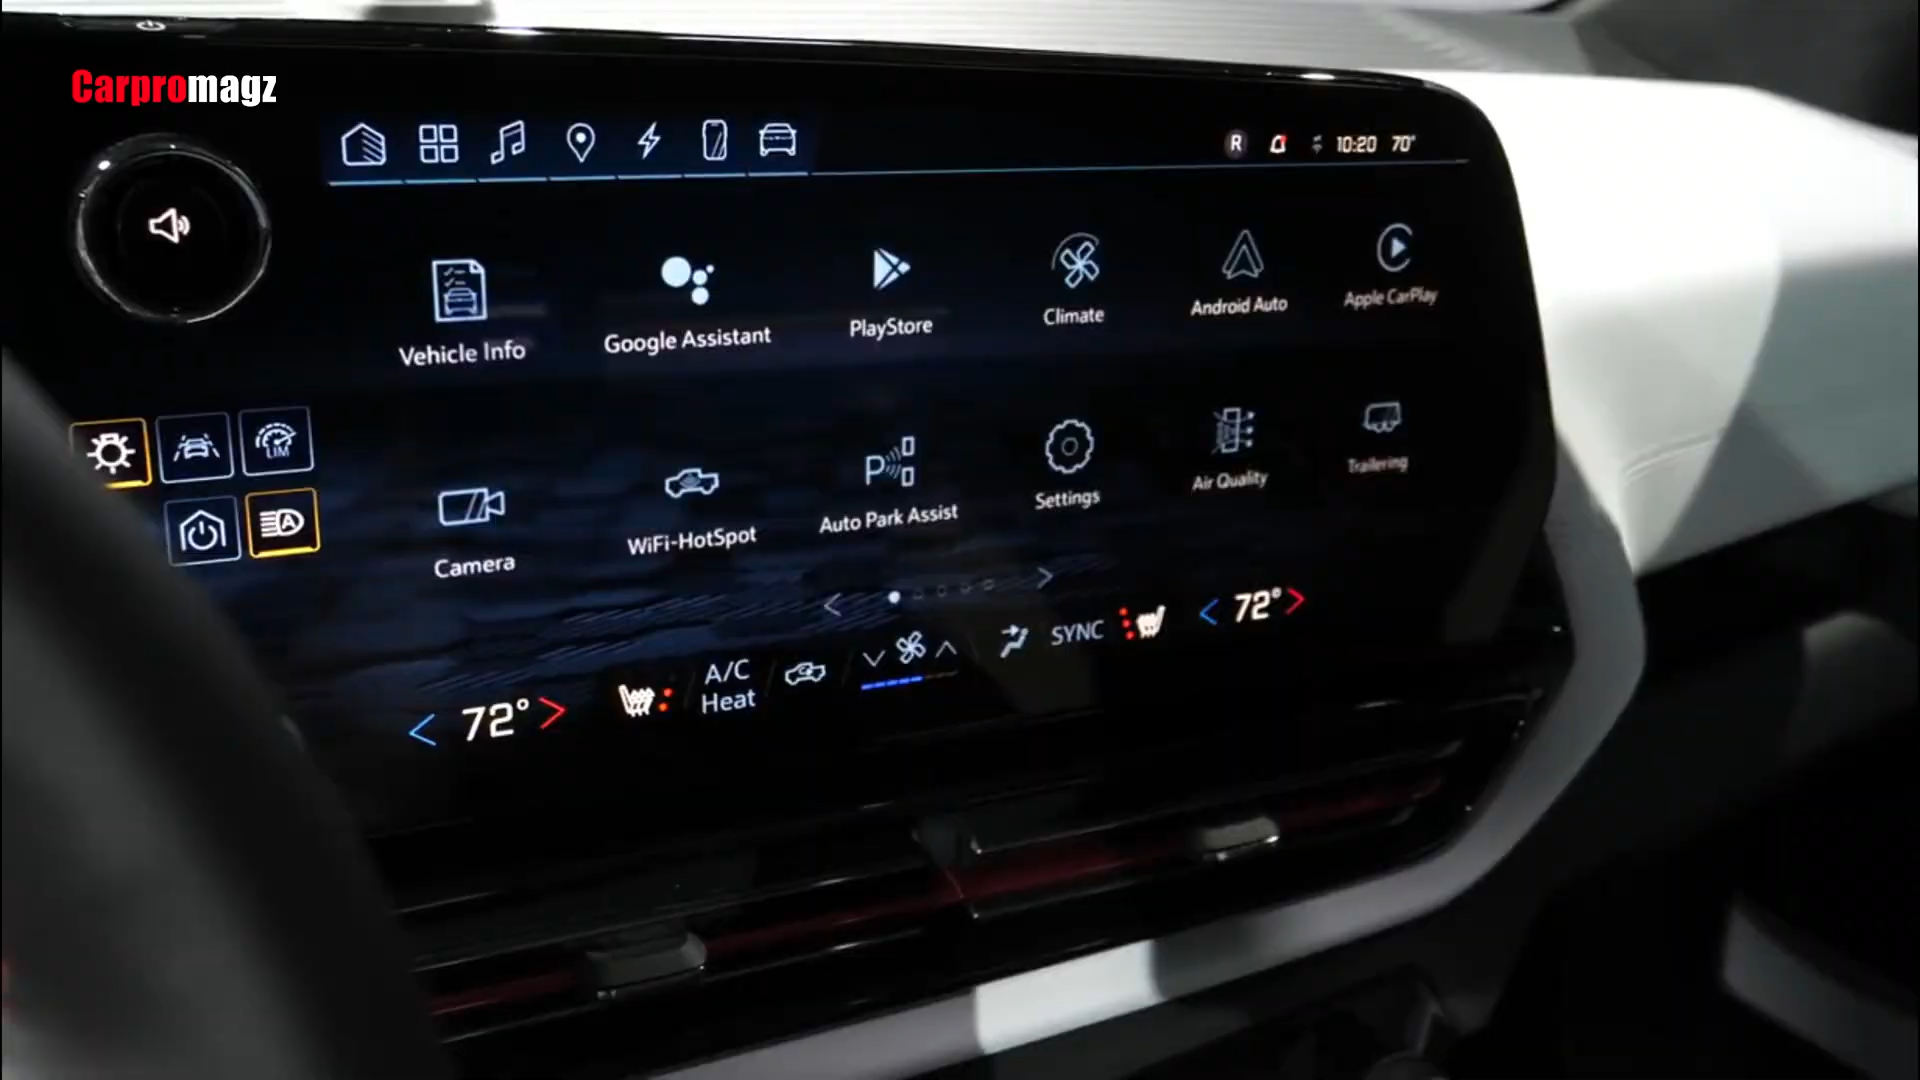 Carpromagz
R 10:20 70°
Vehicle Info
Google Assistant
PlayStore
Climate
Android Auto
Apple CarPlay
LIM
A
Camera
WiFi-HotSpot
P
Auto Park Assist
Settings
Air Quality
Trailering
< >
< 72° >
A/C
Heat
SYNC
< 72° >